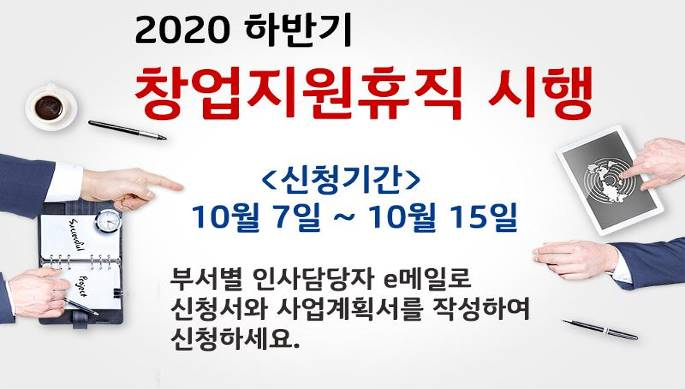 2020 하반기
창업지원휴직 시행
<신청기간>
10월 7일 ~ 10월 15일
부서별 인사담당자 e메일로
신청서와 사업계획서를 작성하여
신청하세요.
Successful
Project